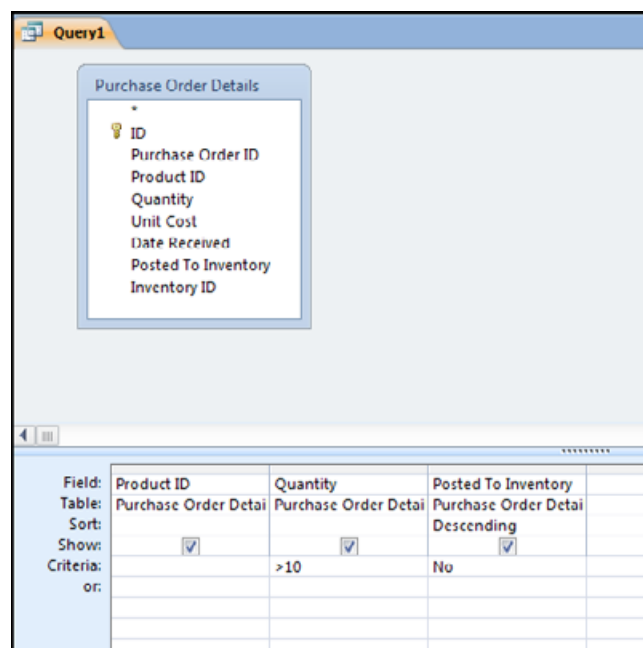 Query1
Purchase Order Details
*
ID
Purchase Order ID
Product ID
Quantity
Unit Cost
Date Received
Posted To Inventory
Inventory ID
Field: Product ID Quantity Posted To Inventory
Table: Purchase Order Detai Purchase Order Detai Purchase Order Detai
Sort: Descending
Show:
Criteria: >10 No
or: